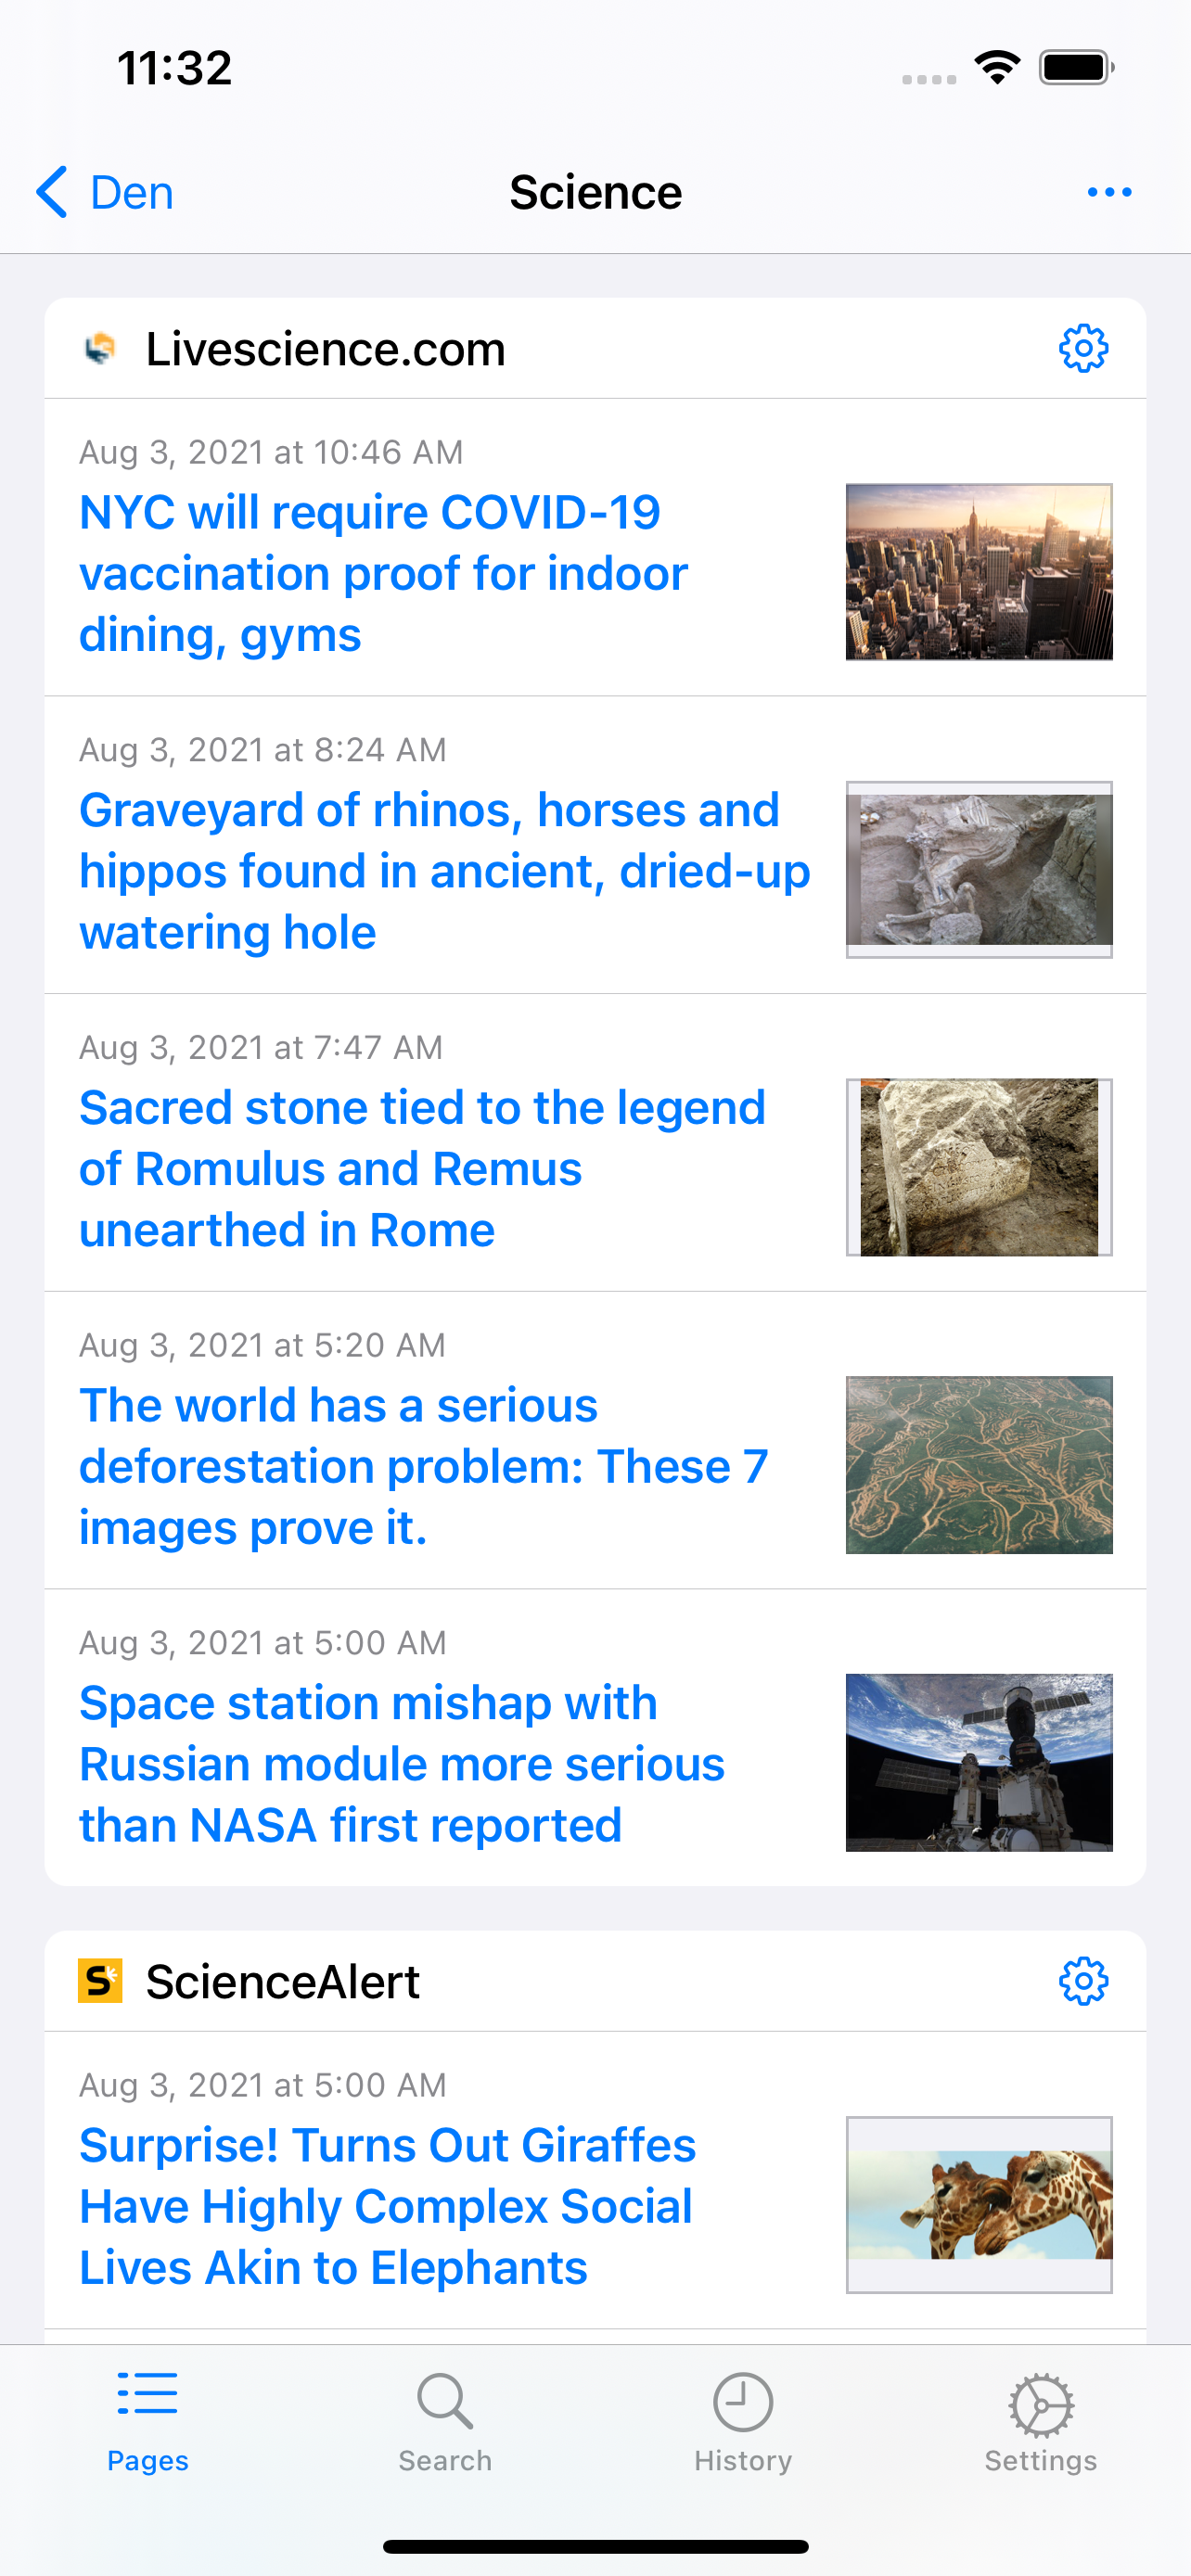 11:32
Den
Science
Livescience.com
Aug 3, 2021 at 10:46 AM
NYC will require COVID-19
vaccination proof for indoor
dining, gyms
Aug 3, 2021 at 8:24 AM
Graveyard of rhinos, horses and
hippos found in ancient, dried-up
watering hole
Aug 3, 2021 at 7:47 AM
Sacred stone tied to the legend
of Romulus and Remus
unearthed in Rome
Aug 3, 2021 at 5:20 AM
The world has a serious
deforestation problem: These 7
images prove it.
Aug 3, 2021 at 5:00 AM
Space station mishap with
Russian module more serious
than NASA first reported
S
ScienceAlert
Aug 3, 2021 at 5:00 AM
Surprise! Turns Out Giraffes
Have Highly Complex Social
Lives Akin to Elephants
Pages
Search
History
Settings